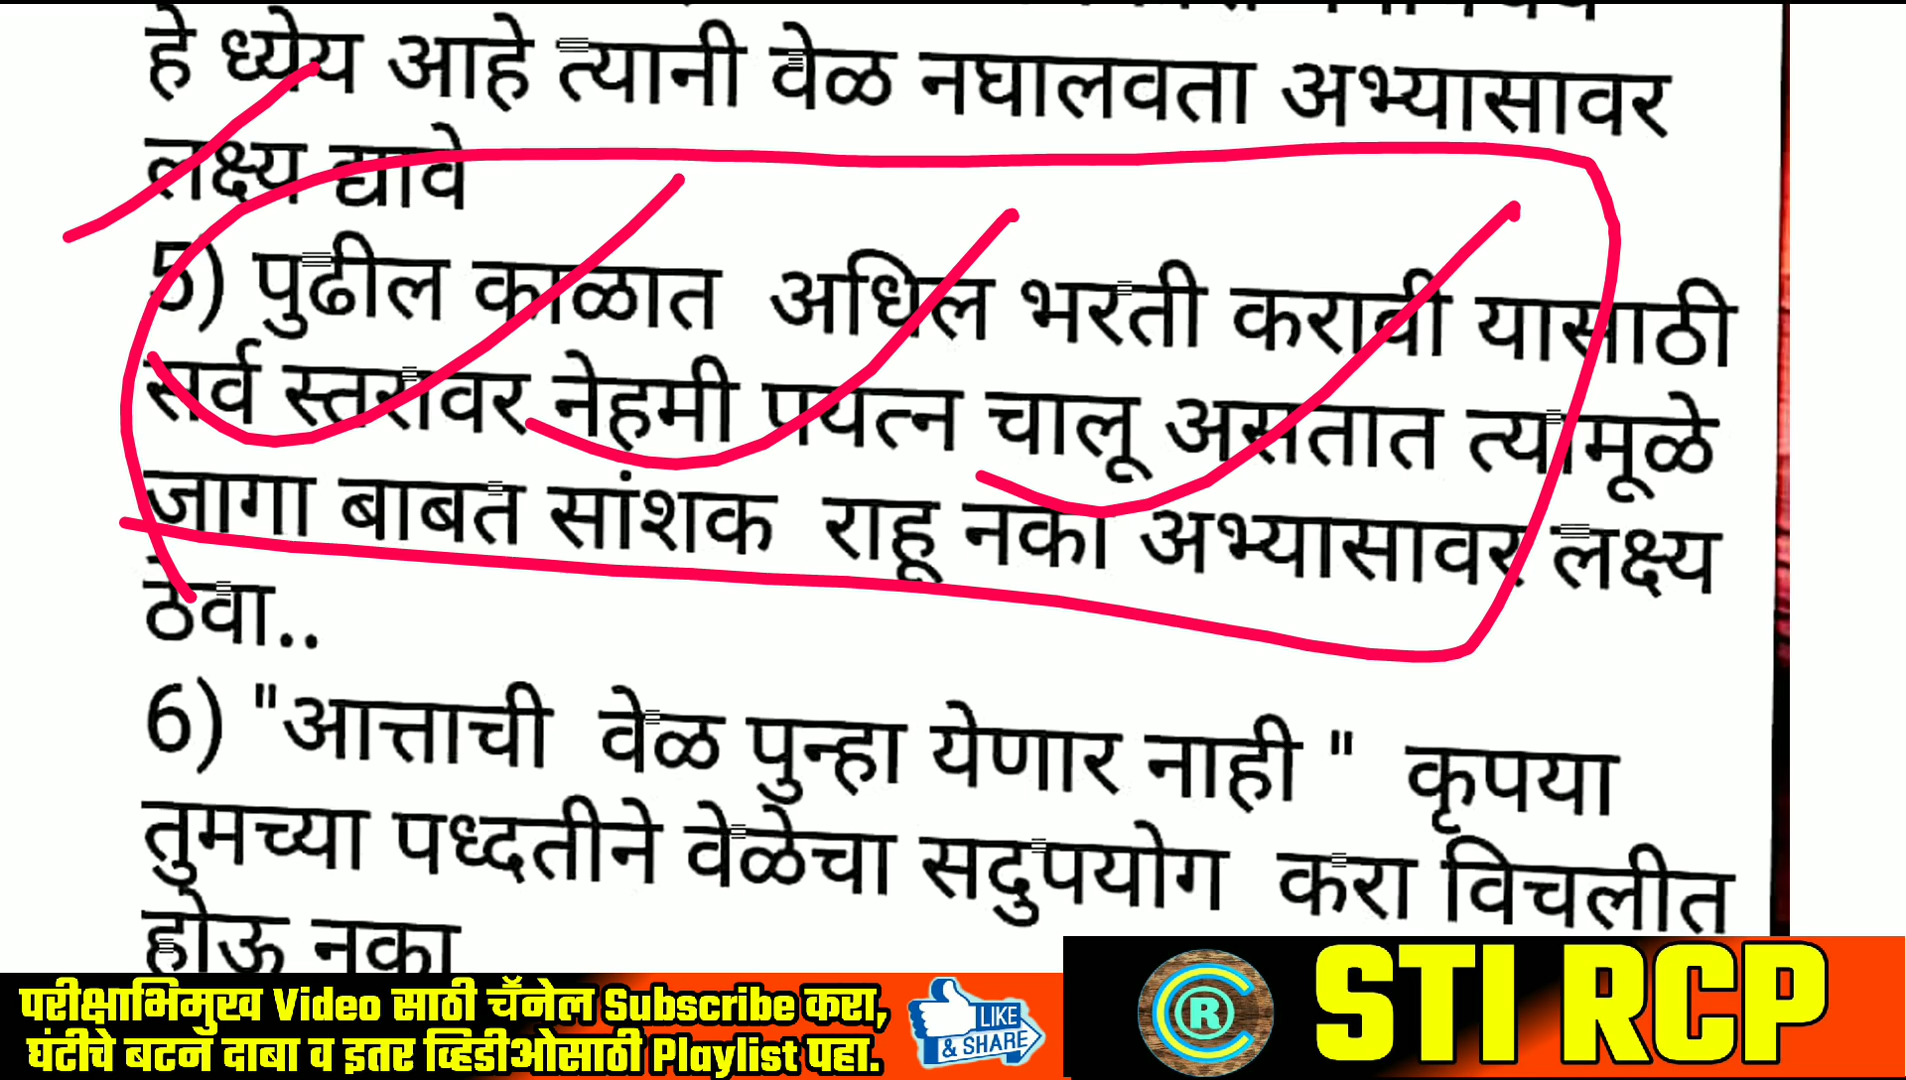 हे ध्येय आहे त्यानी वेळ नघालवता अभ्यासावर
लक्ष्य द्यावे
5) पुढील काळात अधिल भरती करावी यासाठी
सर्व स्तरावर नेहमी पयत्न चालू असतात त्यामूळे
जागा बाबत सांशक राहू नका अभ्यासावर लक्ष्य
ठेवा..
6) "आत्ताची वेळ पुन्हा येणार नाही " कृपया
तुमच्या पध्दतीने वेळेचा सदुपयोग करा विचलीत
होऊ नका
परीक्षाभिमुख Video साठी चॅनेल Subscribe करा,
घंटीचे बटन दाबा व इतर व्हिडीओसाठी Playlist पहा.
LIKE
& SHARE
R
STI RCP